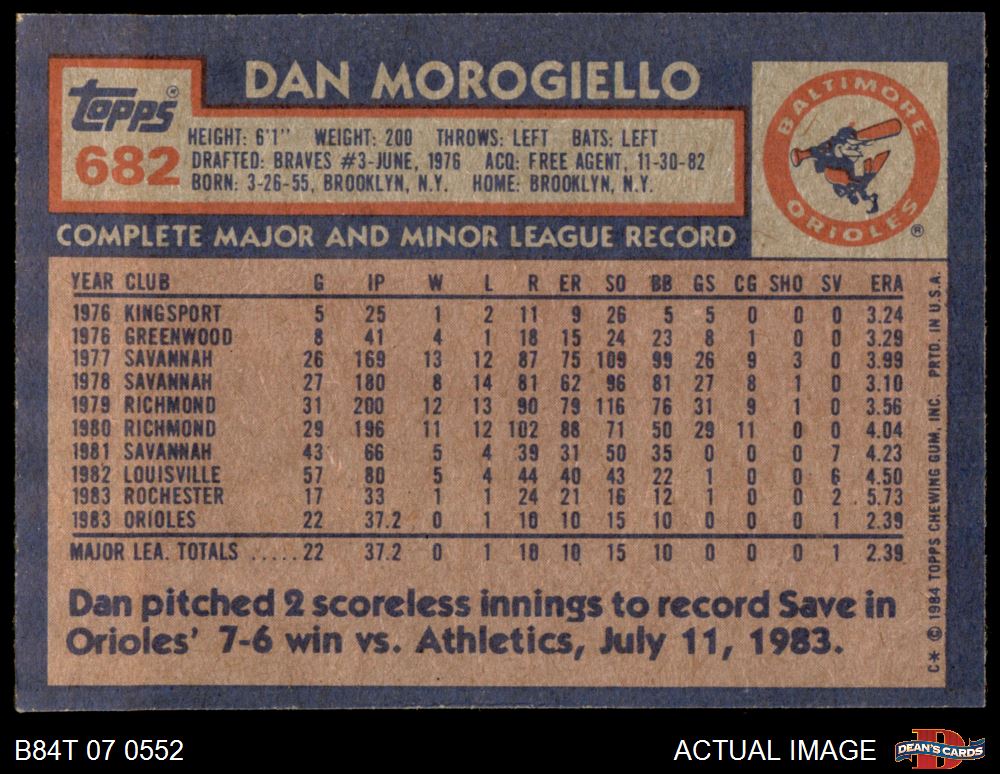 DAN MOROGIELLO
Topps®
682
HEIGHT: 6'1" WEIGHT: 200 THROWS: LEFT BATS: LEFT
DRAFTED: BRAVES #3-JUNE, 1976 ACQ: FREE AGENT, 11-30-82
BORN: 3-26-55, BROOKLYN, N.Y. HOME: BROOKLYN, N.Y.
BALTIMORE
ORIOLES®
COMPLETE MAJOR AND MINOR LEAGUE RECORD
YEAR CLUB G IP W L R ER SO BB GS CG SHO SV ERA
1976 KINGSPORT 5 25 1 2 11 9 26 5 5 0 0 0 3.24
1976 GREENWOOD 8 41 4 1 18 15 24 23 8 1 0 0 3.29
1977 SAVANNAH 26 169 13 12 87 75 109 99 26 9 3 0 3.99
1978 SAVANNAH 27 180 8 14 81 62 96 81 27 8 1 0 3.10
1979 RICHMOND 31 200 12 13 90 79 116 76 31 9 1 0 3.56
1980 RICHMOND 29 196 11 12 102 88 71 50 29 11 0 0 4.04
1981 SAVANNAH 43 66 5 4 39 31 50 35 0 0 0 7 4.23
1982 LOUISVILLE 57 80 5 4 44 40 43 22 1 0 0 6 4.50
1983 ROCHESTER 17 33 1 1 24 21 16 12 1 0 0 2 5.73
1983 ORIOLES 22 37.2 0 1 10 10 15 10 0 0 0 1 2.39
MAJOR LEA. TOTALS .....22 37.2 0 1 10 10 15 10 0 0 0 1 2.39
Dan pitched 2 scoreless innings to record Save in
Orioles' 7-6 win vs. Athletics, July 11, 1983.
C* © 1984 TOPPS CHEWING GUM, INC. PRTD. IN U.S.A.
B84T 07 0552
ACTUAL IMAGE
DEAN'S CARDS